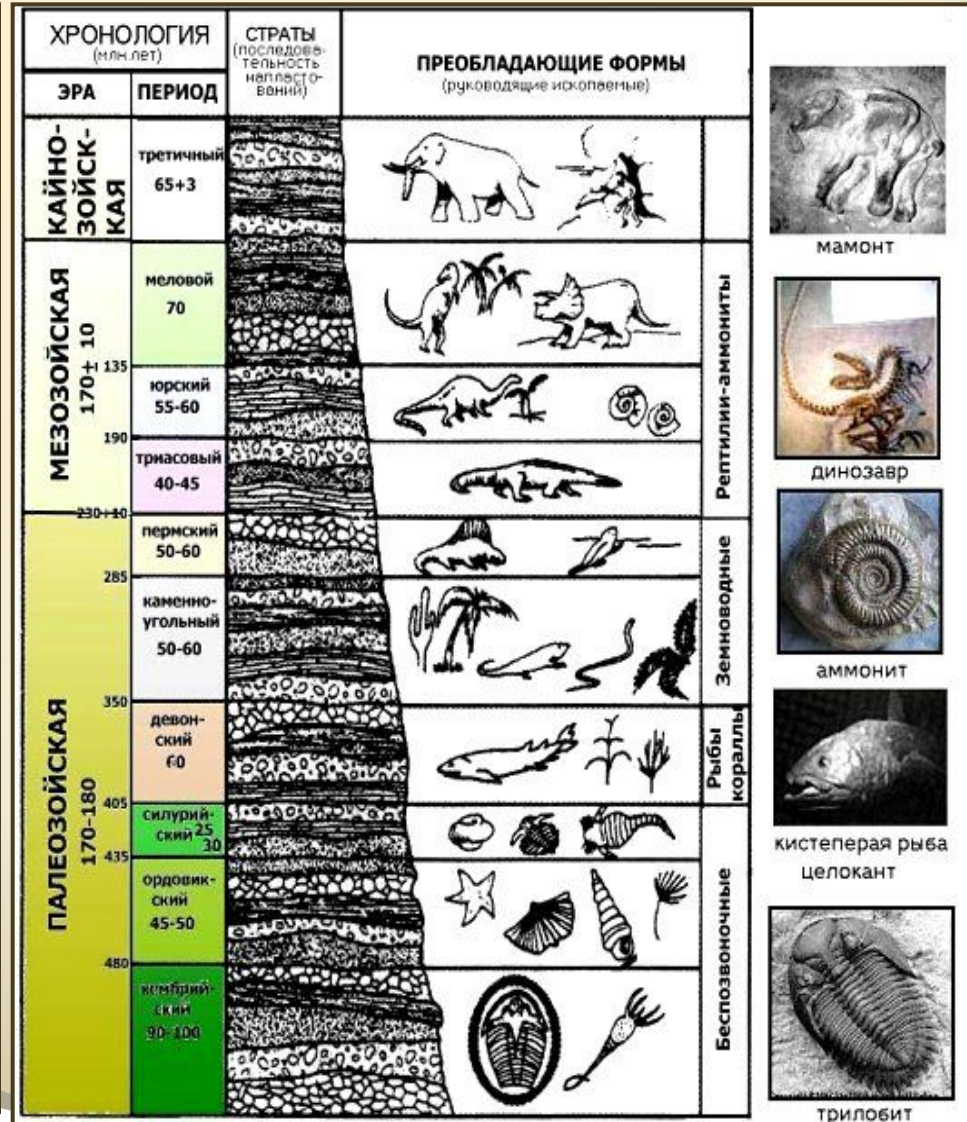 ХРОНОЛОГИЯ
(млн.лет)
СТРАТЫ
(последова-
тельность
напласто-
ваний)
ПРЕОБЛАДАЮЩИЕ ФОРМЫ
(руководящие ископаемые)
ЭРА
ПЕРИОД
КАЙНО-
ЗОЙСК-
КАЯ
третичный
65+3
МЕЗОЗОЙСКАЯ
170± 10
меловой
70
135
юрский
55-60
190
триасовый
40-45
230+10
Рептилии-аммониты
ПАЛЕОЗОЙСКАЯ
170-180
пермский
50-60
285
каменно-
угольный
50-60
350
Земноводные
девон-
ский
60
405
Рыбы
кораллы
силурий-
ский 25
30
435
ордовик-
ский
45-50
480
кембрий-
ский
90-100
Беспозвоночные
мамонт
динозавр
аммонит
кистеперая рыба
целокант
трилобит